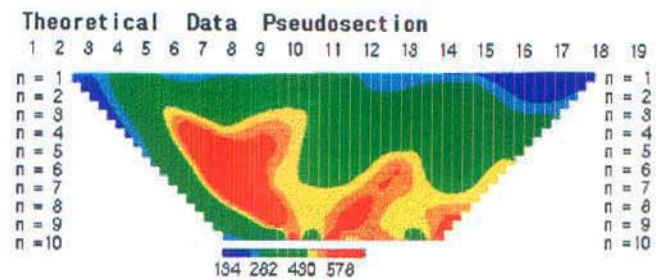 Theoretical Data Pseudosection
1 2 3 4 5 6 7 8 9 10 11 12 13 14 15 16 17 18 19
n = 1 n = 1
n = 2 n = 2
n = 3 n = 3
n = 4 n = 4
n = 5 n = 5
n = 6 n = 6
n = 7 n = 7
n = 8 n = 8
n = 9 n = 9
n =10 n =10
134 282 430 578